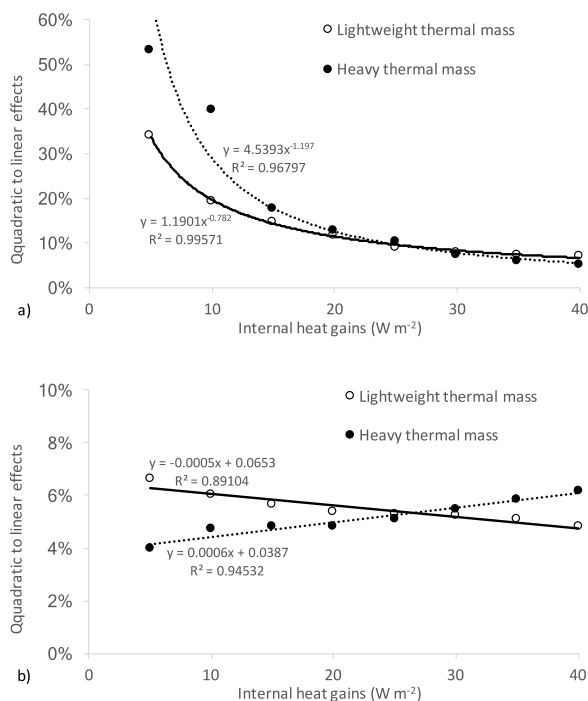 60%
50%
40%
30%
20%
10%
0%
Qquadratic to linear effects
Lightweight thermal mass
Heavy thermal mass
y = 4.5393x-1.197
R² = 0.96797
y = 1.1901x-0.782
R² = 0.99571
0 10 20 30 40
a)
Internal heat gains (W m-2)
10%
8%
6%
4%
2%
0%
Qquadratic to linear effects
Lightweight thermal mass
Heavy thermal mass
y = -0.0005x + 0.0653
R² = 0.89104
y = 0.0006x + 0.0387
R² = 0.94532
0 10 20 30 40
b)
Internal heat gains (W m-2)